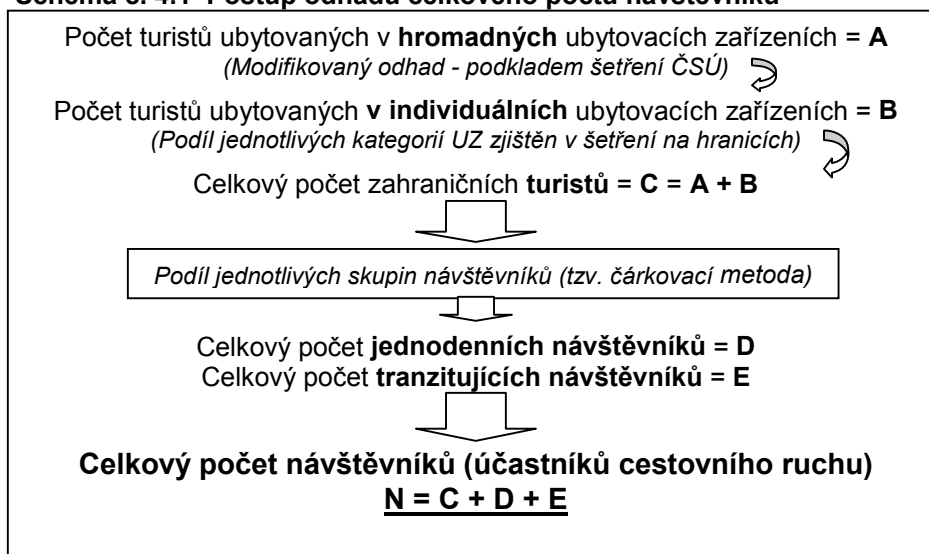 Schéma č. 4.1 Postup odhadu celkového počtu návštěvníků
Počet turistů ubytovaných v hromadných ubytovacích zařízeních = A
(Modifikovaný odhad - podkladem šetření ČSÚ)
Počet turistů ubytovaných v individuálních ubytovacích zařízeních = B
(Podíl jednotlivých kategorií UZ zjištěn v šetření na hranicích)
Celkový počet zahraničních turistů = C = A + B
Podíl jednotlivých skupin návštěvníků (tzv. čárkovací metoda)
Celkový počet jednodenních návštěvníků = D
Celkový počet tranzitujících návštěvníků = E
Celkový počet návštěvníků (účastníků cestovního ruchu)
N = C + D + E